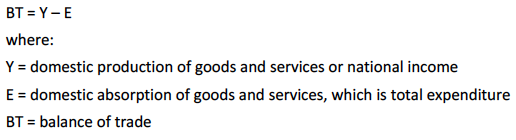 BT = Y – E
where:
Y = domestic production of goods and services or national income
E = domestic absorption of goods and services, which is total expenditure
BT = balance of trade